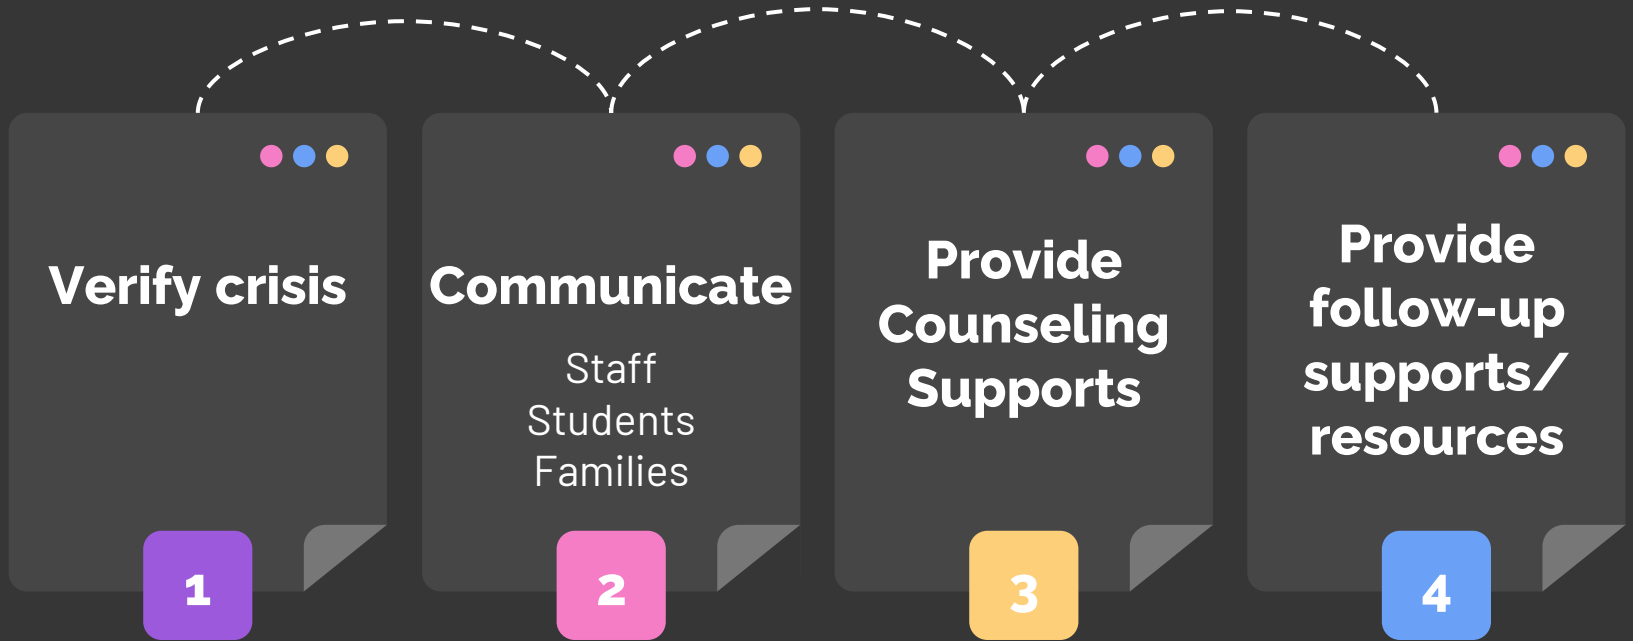 Verify crisis
1
Communicate
Staff
Students
Families
2
Provide
Counseling
Supports
3
Provide
follow-up
supports/
resources
4